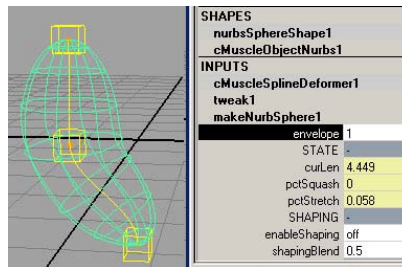 SHAPES
nurbsSphereShape1
cMuscleObjectNurbs1
INPUTS
cMuscleSplineDeformer1
tweak1
makeNurbSphere1
envelope 1
STATE -
curLen 4.449
pctSquash 0
pctStretch 0.058
SHAPING -
enableShaping off
shapingBlend 0.5